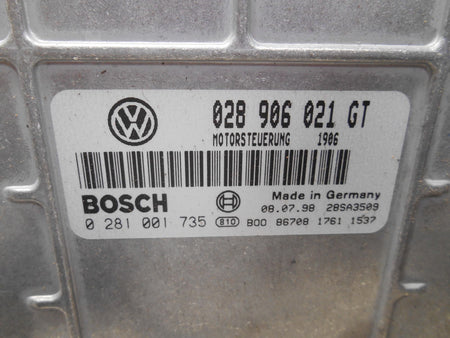 028 906 021 GT
MOTORSTEUERUNG 1906
BOSCH Made in Germany
08.07.98 28SA3509
0 281 001 735 810 BOO 86708 1761 1537